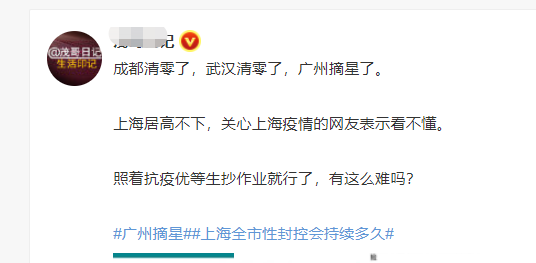 @茂哥日记
生活印记
记
成都清零了，武汉清零了，广州摘星了。
上海居高不下，关心上海疫情的网友表示看不懂。
照着抗疫优等生抄作业就行了，有这么难吗？
#广州摘星##上海全市性封控会持续多久#